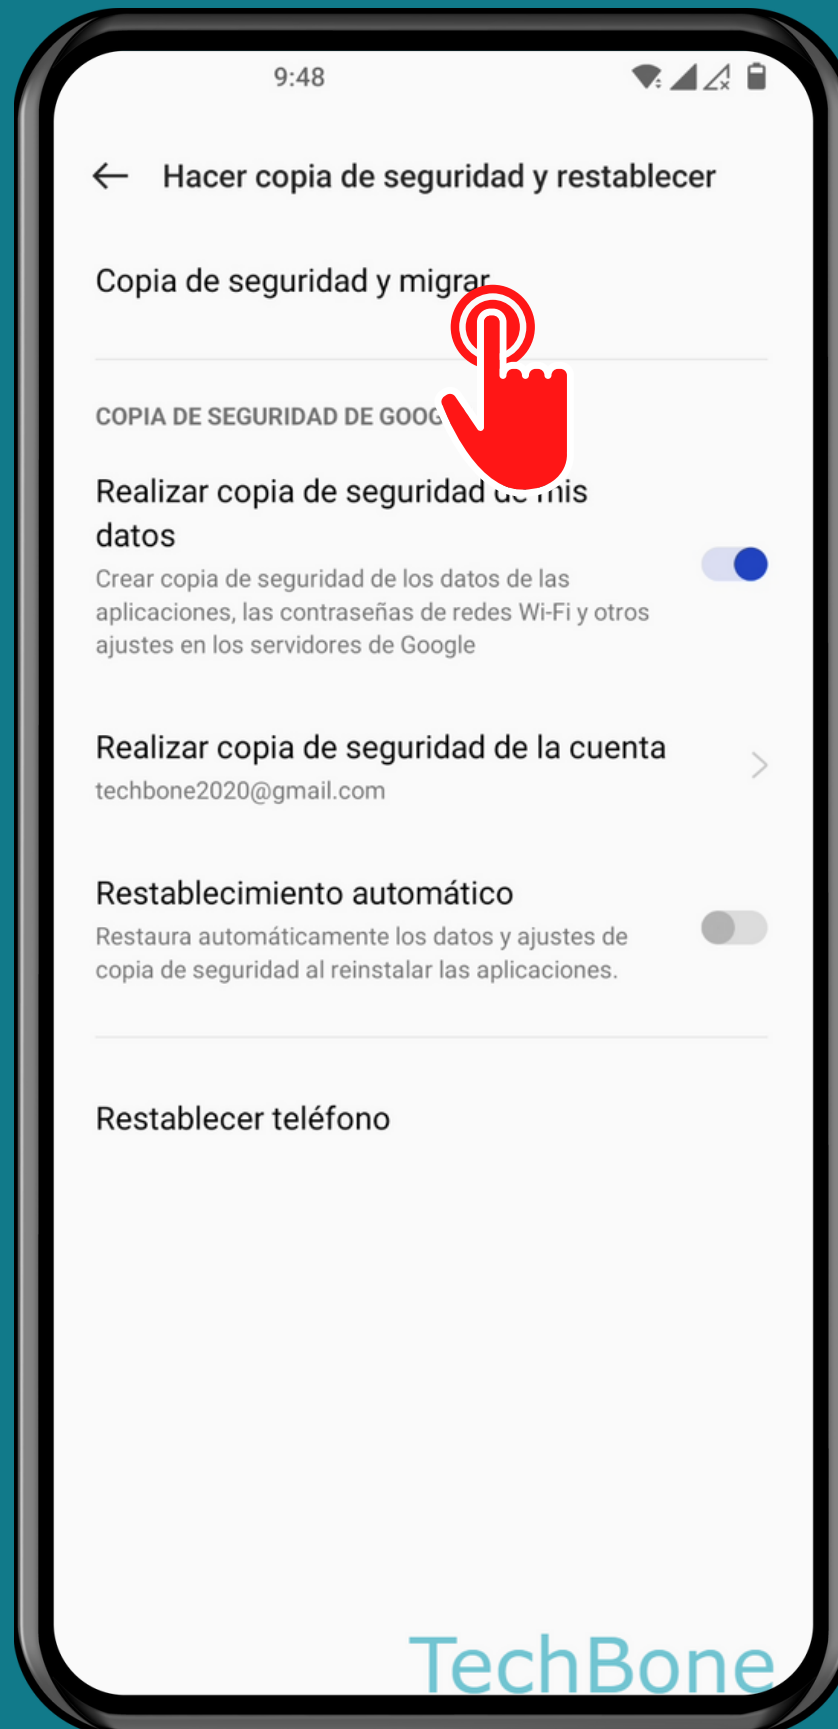 9:48
Hacer copia de seguridad y restablecer
Copia de seguridad y migrar
COPIA DE SEGURIDAD DE
Realizar copia de seguridad de mis
datos
Crear copia de seguridad de los datos de las
aplicaciones, las contraseñas de redes Wi-Fi y otros
ajustes en los servidores de Google
Realizar copia de seguridad de la cuenta
techbone2020@gmail.com
Restablecimiento automático
Restaura automáticamente los datos y ajustes de
copia de seguridad al reinstalar las aplicaciones.
Restablecer teléfono
TechBone